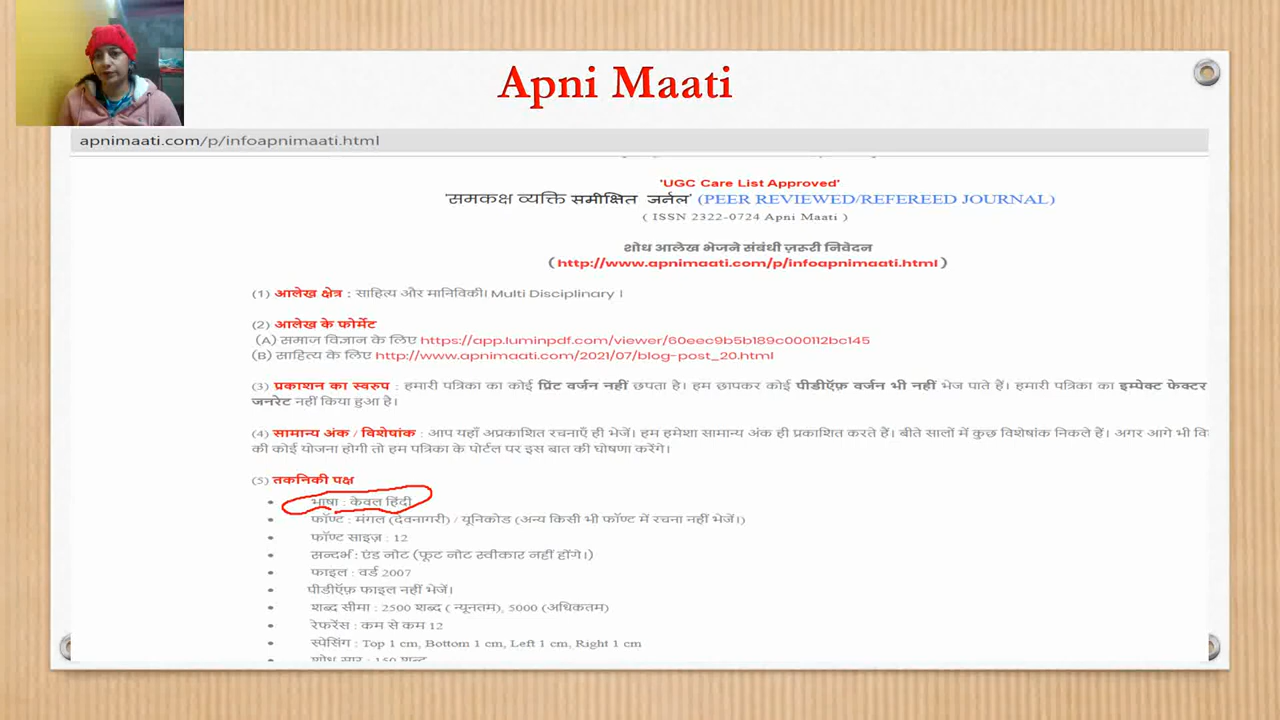 Apni Maati
apnimaati.com/p/infoapnimaati.html
'UGC Care List Approved'
'समकक्ष व्यक्ति समीक्षित जर्नल' (PEER REVIEWED/REFEREED JOURNAL)
( ISSN 2322-0724 Apni Maati )
शोध आलेख भेजने संबंधी ज़रूरी निवेदन
( http://www.apnimaati.com/p/infoapnimaati.html )
(1) आलेख क्षेत्र : साहित्य और मानविकी। Multi Disciplinary ।
(2) आलेख के फोर्मेट
(A) समाज विज्ञान के लिए https://app.luminpdf.com/viewer/60eec9b5b189c000112bc145
(B) साहित्य के लिए http://www.apnimaati.com/2021/07/blog-post_20.html
(3) प्रकाशन का स्वरुप : हमारी पत्रिका का कोई प्रिंट वर्जन नहीं छपता है। हम छापकर कोई पीडीऍफ़ वर्जन भी नहीं भेज पाते हैं। हमारी पत्रिका का इम्पेक्ट फेक्टर
जनरेट नहीं किया हुआ है।
(4) सामान्य अंक / विशेषांक : आप यहाँ अप्रकाशित रचनाएँ ही भेजें। हम हमेशा सामान्य अंक ही प्रकाशित करते हैं। बीते सालों में कुछ विशेषांक निकले हैं। अगर आगे भी
की कोई योजना होगी तो हम पत्रिका के पोर्टल पर इस बात की घोषणा करेंगे।
(5) तकनिकी पक्ष
• भाषा : केवल हिंदी
• फॉण्ट : मंगल (देवनागरी) / यूनिकोड (अन्य किसी भी फॉण्ट में रचना नहीं भेजें।)
• फॉण्ट साइज़ : 12
• सन्दर्भ : एंड नोट (फूट नोट स्वीकार नहीं होंगे।)
• फाइल : वर्ड 2007
• पीडीऍफ़ फाइल नहीं भेजें।
• शब्द सीमा : 2500 शब्द ( न्यूनतम), 5000 (अधिकतम)
• रेफरेंस : कम से कम 12
• स्पेसिंग : Top 1 cm, Bottom 1 cm, Left 1 cm, Right 1 cm
• शोध सार : 150 शब्द